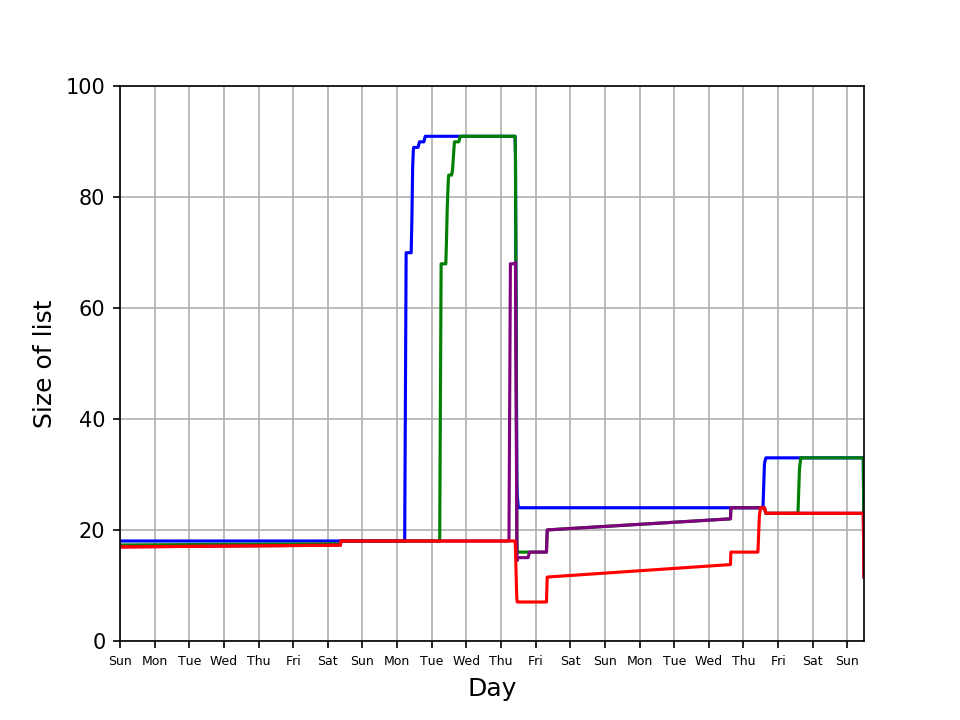 100
80
60
40
20
0
Size of list
Sun Mon Tue Wed Thu Fri Sat Sun Mon Tue Wed Thu Fri Sat Sun Mon Tue Wed Thu Fri Sat Sun
Day